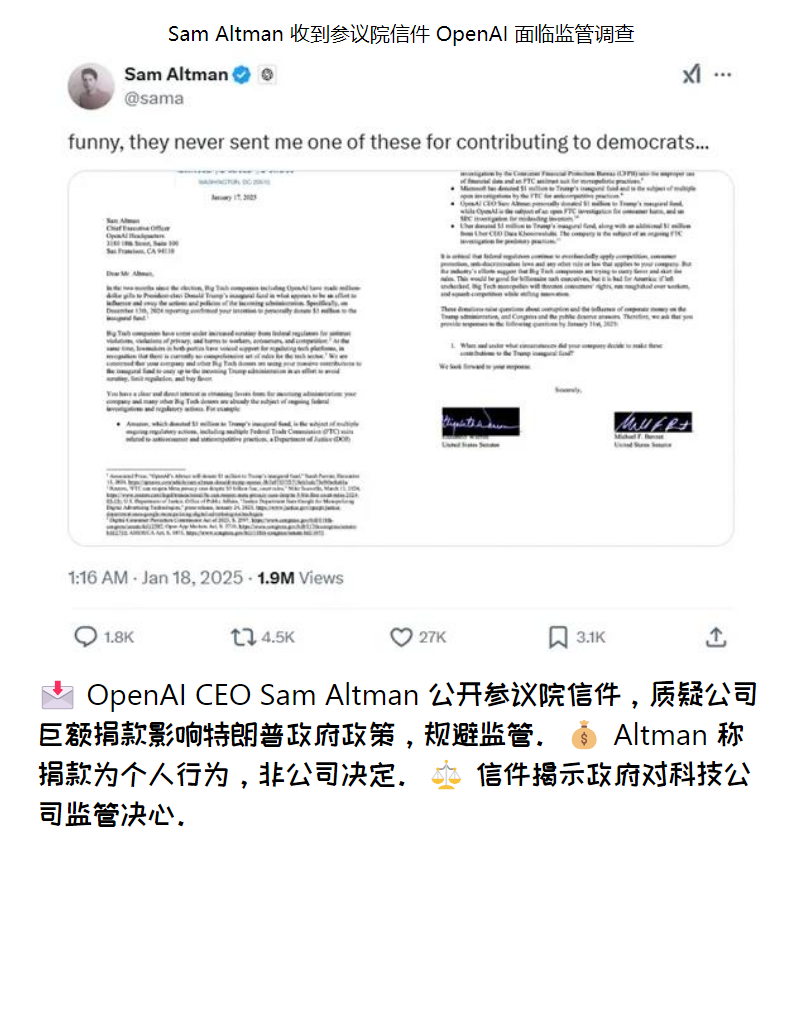 Sam Altman 收到参议院信件 OpenAI 面临监管调查
Sam Altman
@sama
funny, they never sent me one of these for contributing to democrats...
WASHINGTON, DC 20510
January 17, 2025
Sam Altman
Chief Executive Officer
OpenAI Headquarters
3180 18th Street, Suite 100
San Francisco, CA 94110
Dear Mr. Altman,
In the two months since the election, Big Tech companies including OpenAI have made million-
dollar gifts to President-elect Donald Trump's inaugural fund in what appears to be an effort to
influence and sway the actions and policies of the incoming administration. Specifically, on
December 13th, 2024 reporting confirmed your intention to personally donate $1 million to the
inaugural fund.
Big Tech companies have come under increased scrutiny from federal regulators for antitrust
violations, violations of privacy, and harms to workers, consumers, and competition. At the
same time, lawmakers in both parties have voiced support for regulating tech platforms, in
recognition that there is currently no comprehensive set of rules for the tech sector. We are
concerned that your company and other Big Tech donors are using your massive contributions to
the inaugural fund to cozy up to the incoming Trump administration in an effort to avoid
scrutiny, limit regulation, and buy favor.
You have a clear and direct interest in obtaining favors from the incoming administration: your
company and many other Big Tech donors are already the subject of ongoing federal
investigations and regulatory actions. For example:
• Amazon, which donated $1 million to Trump's inaugural fund, is the subject of multiple
ongoing regulatory actions, including multiple Federal Trade Commission (FTC) suits
related to anticompetitive practices, a Department of Justice (DOJ)
investigation by the Consumer Financial Protection Bureau (CFPB) into the improper use
of financial data and an FTC antitrust suit for monopolistic practices.
• Microsoft has donated $1 million to Trump's inaugural fund and is the subject of multiple
open investigations by the FTC for anticompetitive practices.
• OpenAI CEO Sam Altman personally donated $1 million to Trump's inaugural fund,
while OpenAI is the subject of an open FTC investigation for consumer harm, and an
SEC investigation for misleading investors.
• Uber donated $1 million to Trump's inaugural fund, along with an additional $1 million
from Uber CEO Dara Khosrowshahi. The company is the subject of an ongoing FTC
investigation for predatory practices.
It is critical that federal regulators continue to evenhandedly apply competition, consumer
protection, anti-discrimination laws and any other rule or law that applies to your company. But
the industry's efforts suggest that Big Tech companies are trying to curry favor and skirt the
rules. This would be good for billionaire tech executives, but it is bad for America: if left
unchecked, Big Tech monopolies will threaten consumers' rights, run roughshod over workers,
and squash competition while stifling innovation.
These donations raise questions about corruption and the influence of corporate money on the
Trump administration, and Congress and the public deserve answers. Therefore, we ask that you
provide responses to the following questions by January 31st, 2025:
1. When and under what circumstances did your company decide to make these
contributions to the Trump inaugural fund?
We look forward to your response.
Sincerely,
United States Senator
Michael F. Bennet
United States Senator
1:16 AM · Jan 18, 2025 · 1.9M Views
1.8K 4.5K 27K 3.1K
📩 OpenAI CEO Sam Altman 公开参议院信件，质疑公司
巨额捐款影响特朗普政府政策，规避监管. 💰 Altman 称
捐款为个人行为，非公司决定. ⚖️ 信件揭示政府对科技公
司监管决心.